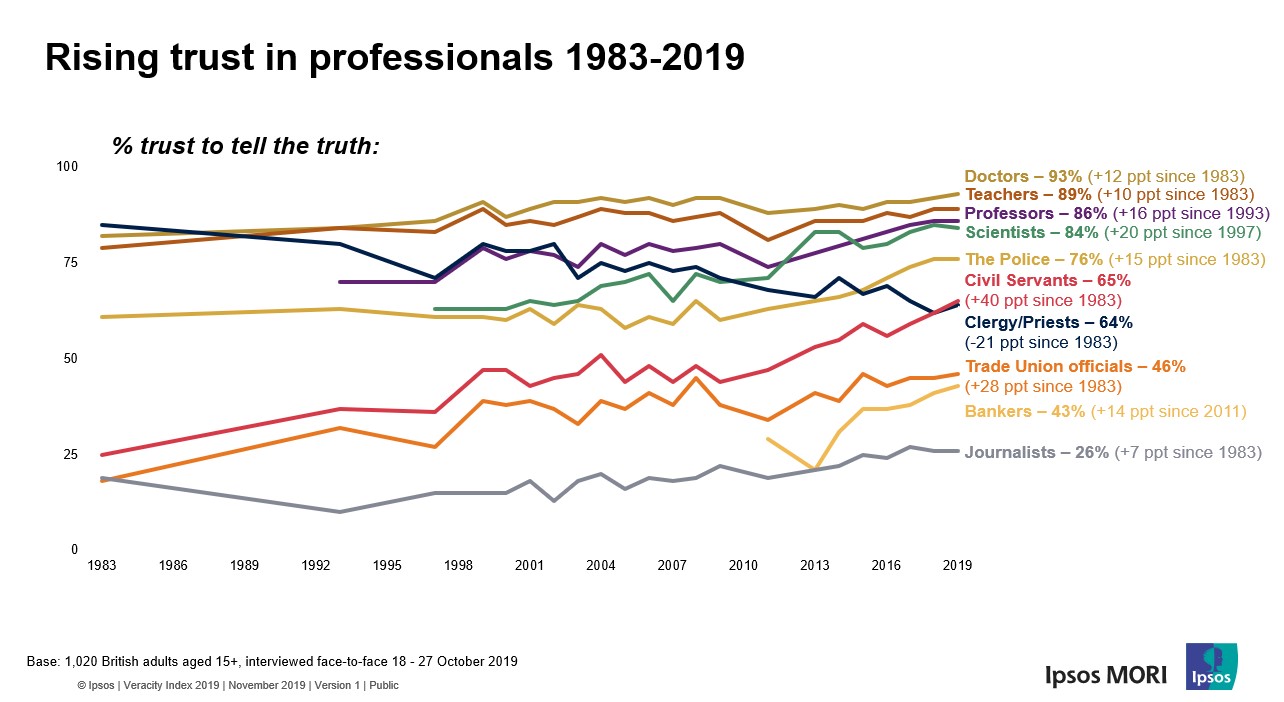 Rising trust in professionals 1983-2019
% trust to tell the truth:
100
75
50
25
0
1983 1986 1989 1992 1995 1998 2001 2004 2007 2010 2013 2016 2019
Doctors – 93% (+12 ppt since 1983)
Teachers – 89% (+10 ppt since 1983)
Professors – 86% (+16 ppt since 1993)
Scientists – 84% (+20 ppt since 1997)
The Police – 76% (+15 ppt since 1983)
Civil Servants – 65%
(+40 ppt since 1983)
Clergy/Priests – 64%
(-21 ppt since 1983)
Trade Union officials – 46%
(+28 ppt since 1983)
Bankers – 43% (+14 ppt since 2011)
Journalists – 26% (+7 ppt since 1983)
Base: 1,020 British adults aged 15+, interviewed face-to-face 18 - 27 October 2019
© Ipsos | Veracity Index 2019 | November 2019 | Version 1 | Public
Ipsos MORI
Ipsos